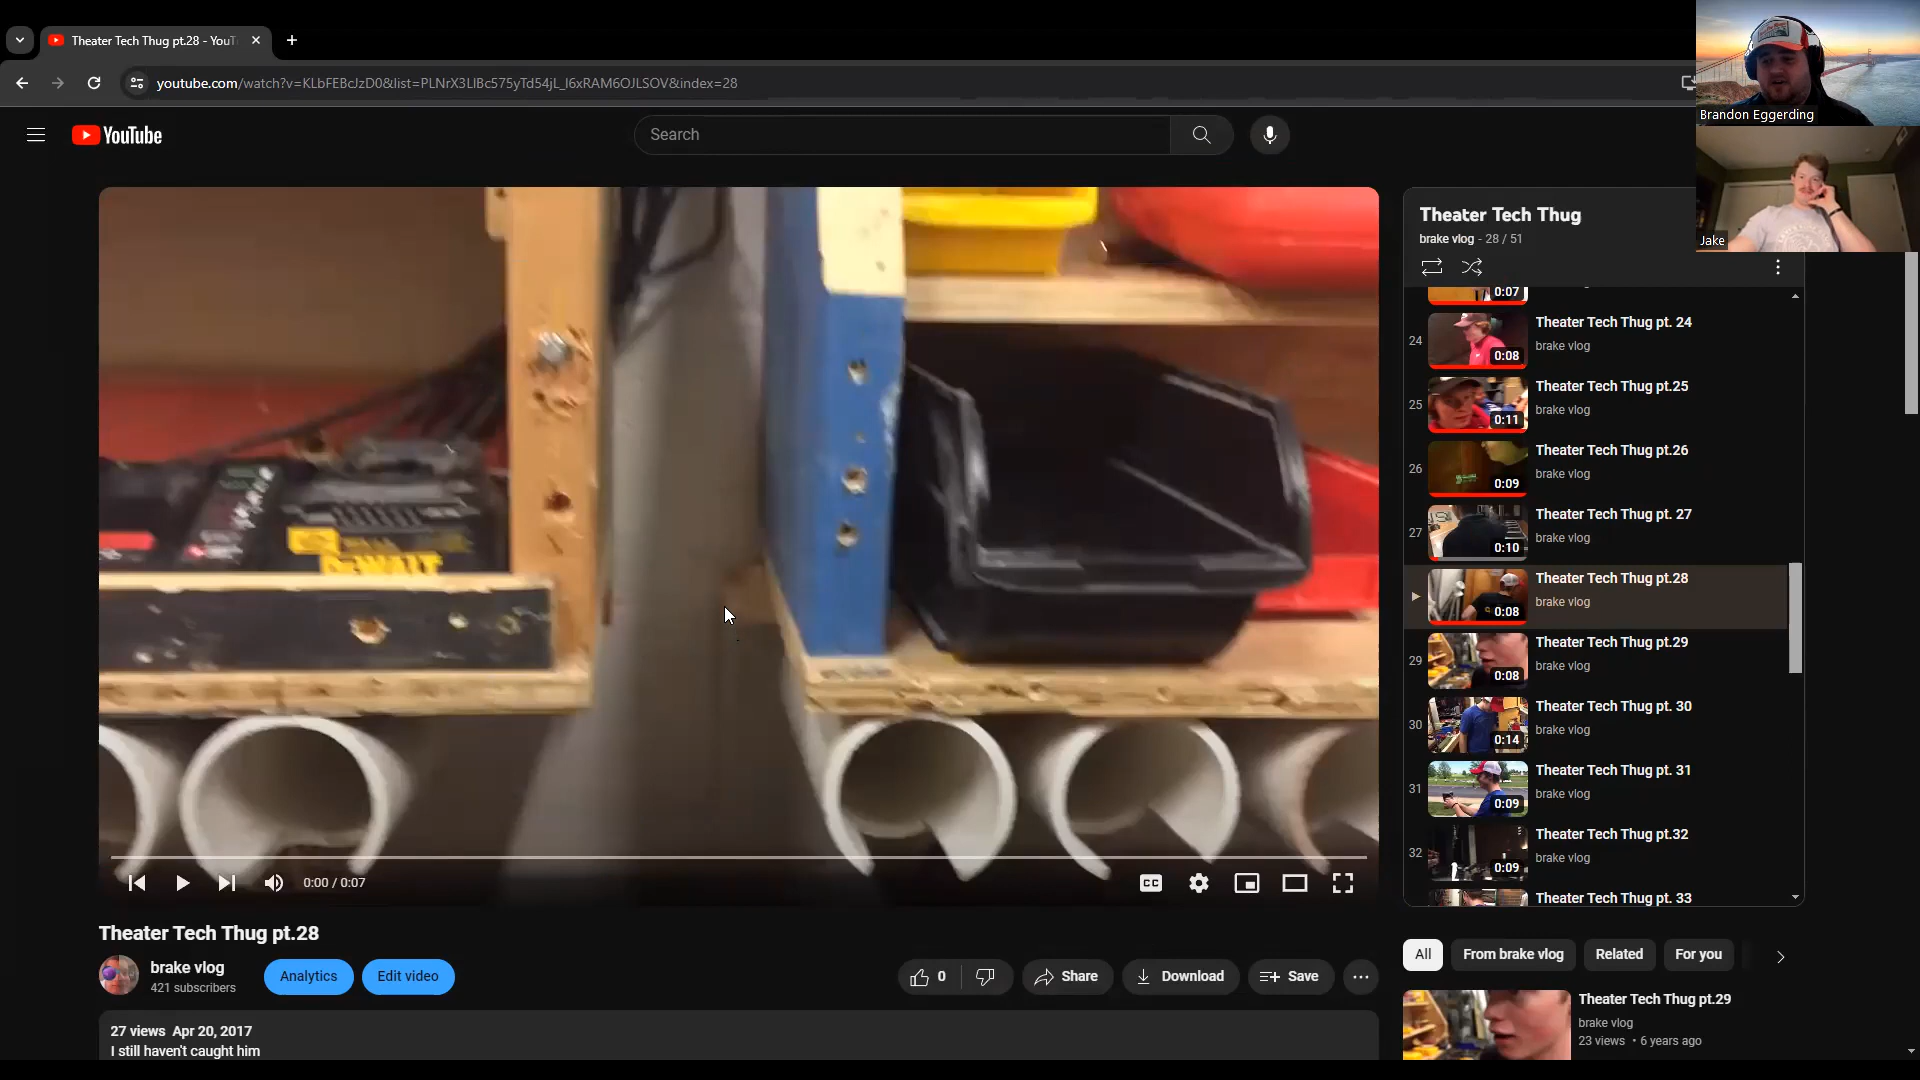 Theater Tech Thug pt.28 - YouT
youtube.com/watch?v=KLbFEBcJzD0&list=PLNrX3LIBc575yTd54jL_l6xRAM6OJLSOV&index=28
Brandon Eggerding
Jake
YouTube
Search
DEWALT
0:00 / 0:07
CC
Theater Tech Thug pt.28
brake vlog
421 subscribers
Analytics
Edit video
0
Share
Download
Save
27 views Apr 20, 2017
I still haven't caught him
Theater Tech Thug
brake vlog - 28 / 51
0:07
24
0:08
Theater Tech Thug pt. 24
brake vlog
25
0:11
Theater Tech Thug pt.25
brake vlog
26
0:09
Theater Tech Thug pt.26
brake vlog
27
0:10
Theater Tech Thug pt. 27
brake vlog
0:08
Theater Tech Thug pt.28
brake vlog
29
0:08
Theater Tech Thug pt.29
brake vlog
30
0:14
Theater Tech Thug pt. 30
brake vlog
31
0:09
Theater Tech Thug pt. 31
brake vlog
32
0:09
Theater Tech Thug pt.32
brake vlog
Theater Tech Thug pt. 33
All
From brake vlog
Related
For you
Theater Tech Thug pt.29
brake vlog
23 views • 6 years ago